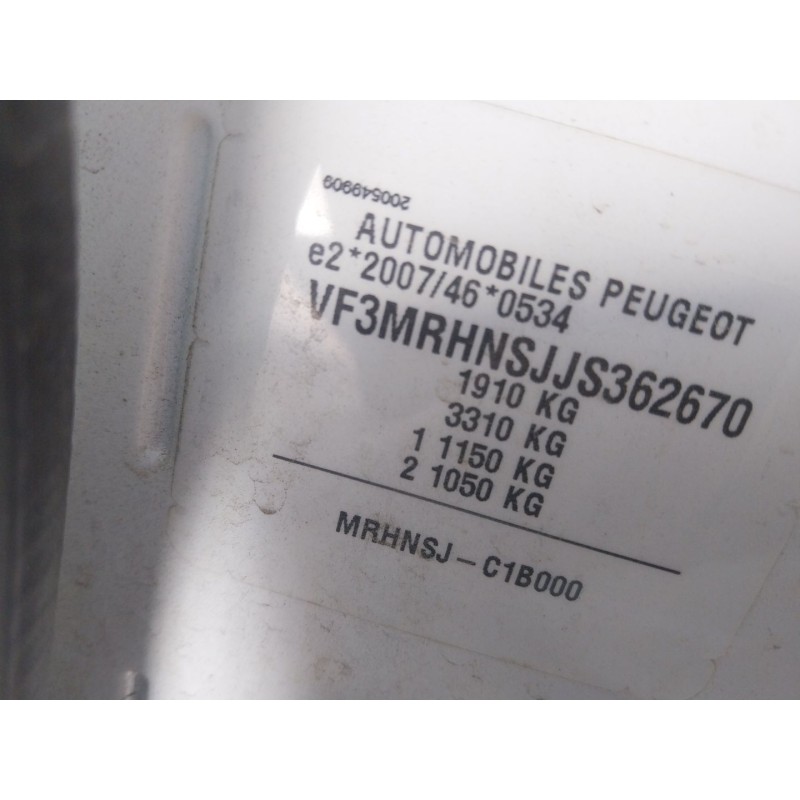 200549909
AUTOMOBILES PEUGEOT
e2*2007/46*0534
VF3MRHNSJJS362670
1910 KG
3310 KG
1 1150 KG
2 1050 KG
MRHNSJ – C1B000